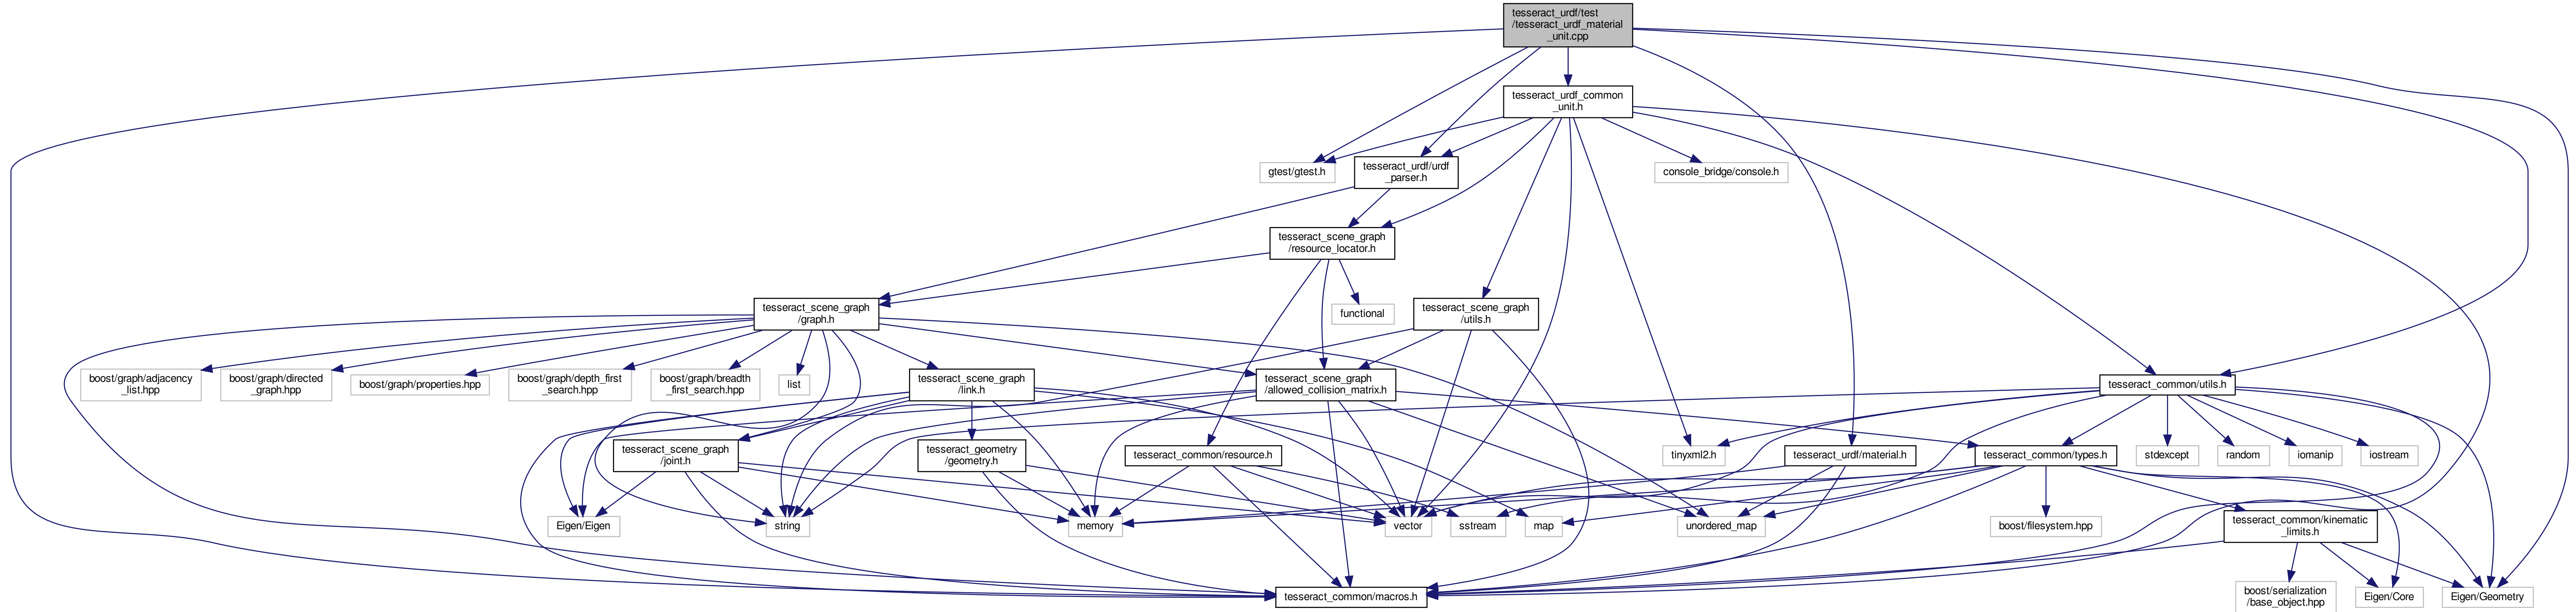 tesseract_urdf/test
/tesseract_urdf_material
_unit.cpp
tesseract_urdf_common
_unit.h
gtest/gtest.h
tesseract_urdf/urdf
_parser.h
console_bridge/console.h
tesseract_scene_graph
/resource_locator.h
tesseract_scene_graph
/graph.h
functional
tesseract_scene_graph
/utils.h
boost/graph/adjacency
_list.hpp
boost/graph/directed
_graph.hpp
boost/graph/properties.hpp
boost/graph/depth_first
_search.hpp
boost/graph/breadth
_first_search.hpp
list
tesseract_scene_graph
/link.h
tesseract_scene_graph
/allowed_collision_matrix.h
tesseract_common/utils.h
tesseract_scene_graph
/joint.h
tesseract_geometry
/geometry.h
tesseract_common/resource.h
tinyxml2.h
tesseract_urdf/material.h
tesseract_common/types.h
stdexcept
random
iomanip
iostream
Eigen/Eigen
string
memory
vector
sstream
map
unordered_map
boost/filesystem.hpp
tesseract_common/kinematic
_limits.h
tesseract_common/macros.h
boost/serialization
/base_object.hpp
Eigen/Core
Eigen/Geometry